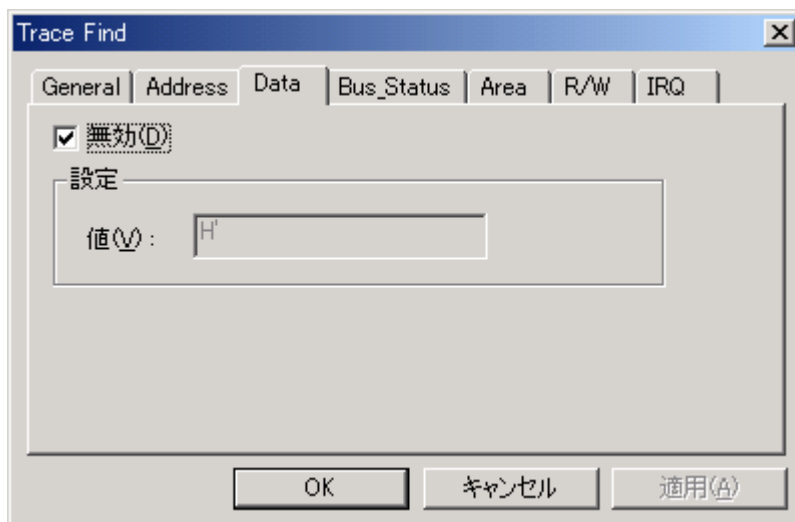 Trace Find
General Address Data Bus_Status Area R/W IRQ
無効(D)
設定
値(V): H'
OK キャンセル 適用(A)